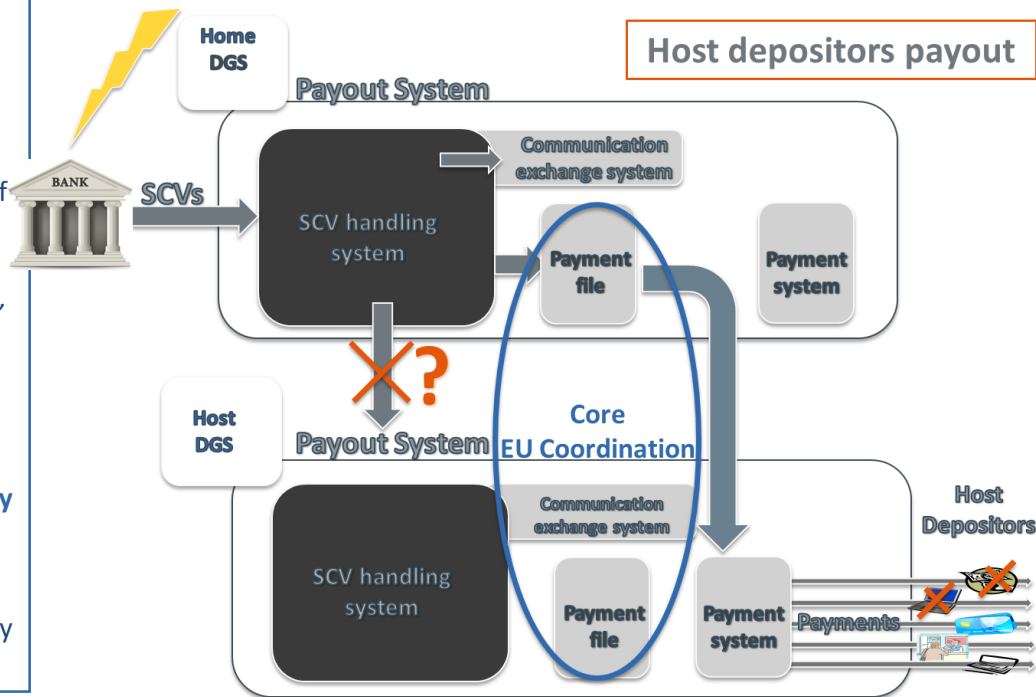 Home
DGS
Host depositors payout
Payout System
Communication
exchange system
of
BANK
SCVs
SCV handling
system
Payment
file
Payment
system
,
?
Host
DGS
Payout System
Core
EU Coordination
y
Communication
exchange system
Host
Depositors
SCV handling
system
Payment
file
Payment
system
Payments
y